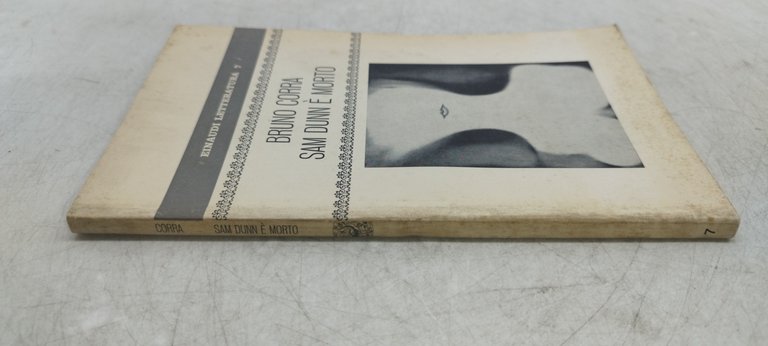 EINAUDI LETTERATURA 7
BRUNO CORRA
SAM DUNN È MORTO
CORRA SAM DUNN È MORTO
7